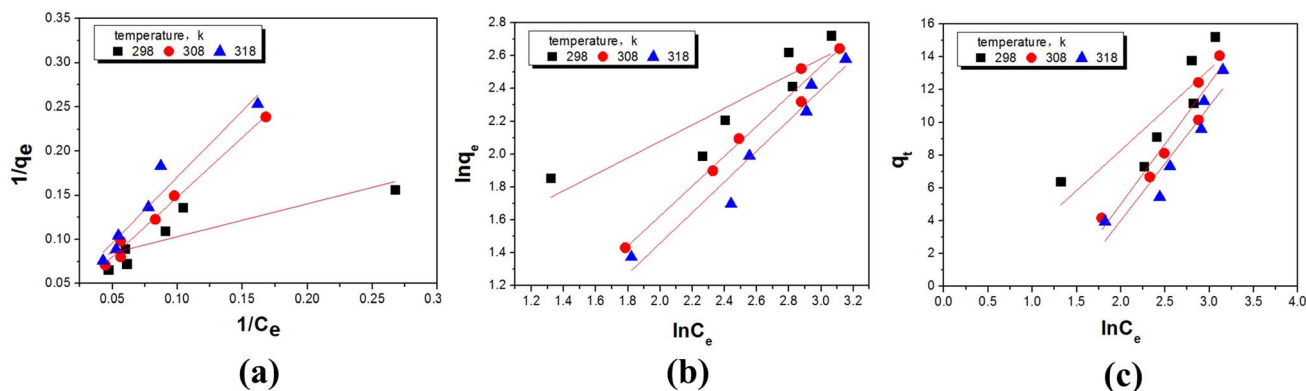 0.35
0.30
0.25
0.20
0.15
0.10
0.05
1/qe
temperature, k
298 308 318
0.05 0.10 0.15 0.20 0.25 0.3
1/Ce
(a)
2.8
2.6
2.4
2.2
2.0
1.8
1.6
1.4
1.2
lnqe
temperature, k
298 308 318
1.2 1.4 1.6 1.8 2.0 2.2 2.4 2.6 2.8 3.0 3.2
lnCe
(b)
16
14
12
10
8
6
4
2
0
qt
temperature, k
298 308 318
0.0 0.5 1.0 1.5 2.0 2.5 3.0 3.5 4.0
lnCe
(c)